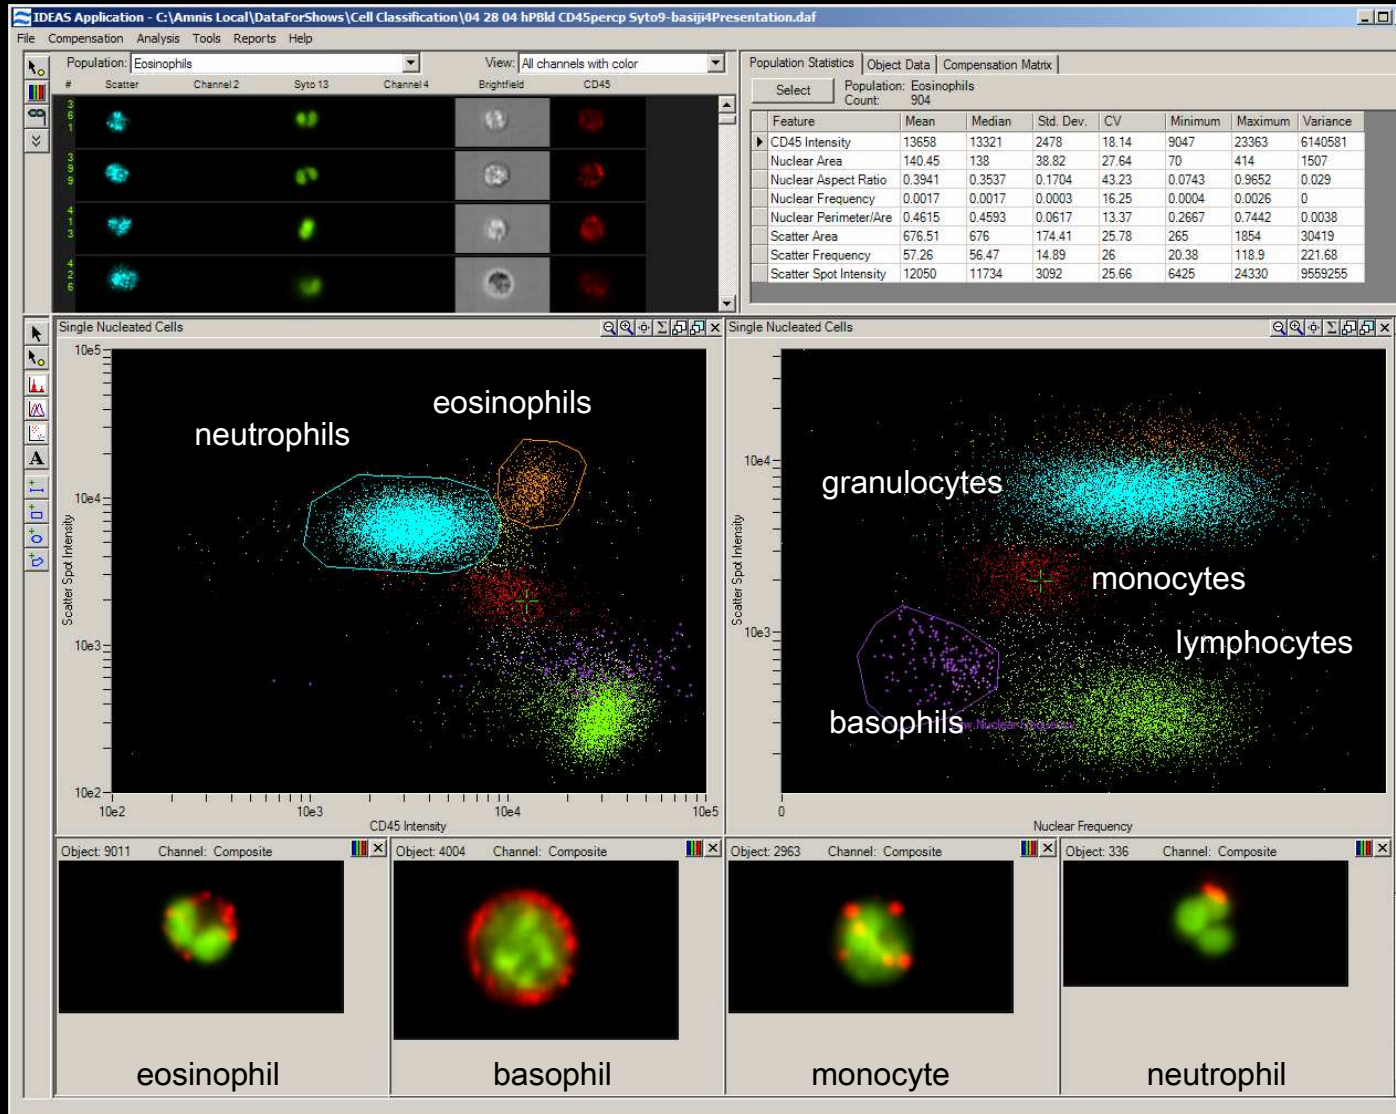 IDEAS Application - C:\Amnis Local\DataForShows\Cell Classification\04 28 04 hPBld CD45percp Syto9-basiji4Presentation.daf
File Compensation Analysis Tools Reports Help
Population: Eosinophils View: All channels with color
# Scatter Channel 2 Syto 13 Channel 4 Brightfield CD45
361
399
413
426
Population Statistics Object Data Compensation Matrix
Select Population: Eosinophils
Count: 904
Feature Mean Median Std. Dev. CV Minimum Maximum Variance
CD45 Intensity 13658 13321 2478 18.14 9047 23363 6140581
Nuclear Area 140.45 138 38.82 27.64 70 414 1507
Nuclear Aspect Ratio 0.3941 0.3537 0.1704 43.23 0.0743 0.9652 0.029
Nuclear Frequency 0.0017 0.0017 0.0003 16.25 0.0004 0.0026 0
Nuclear Perimeter/Are 0.4615 0.4593 0.0617 13.37 0.2667 0.7442 0.0038
Scatter Area 676.51 676 174.41 25.78 265 1854 30419
Scatter Frequency 57.26 56.47 14.89 26 20.38 118.9 221.68
Scatter Spot Intensity 12050 11734 3092 25.66 6425 24330 9559255
A
Single Nucleated Cells
10e5
eosinophils
neutrophils
10e4
Scatter Spot Intensity
10e3
10e2
10e2 10e3 10e4 10e5
CD45 Intensity
Single Nucleated Cells
10e4
granulocytes
Scatter Spot Intensity
monocytes
10e3
lymphocytes
basophils
0
Nuclear Frequency
Object: 9011 Channel: Composite
eosinophil
Object: 4004 Channel: Composite
basophil
Object: 2963 Channel: Composite
monocyte
Object: 336 Channel: Composite
neutrophil